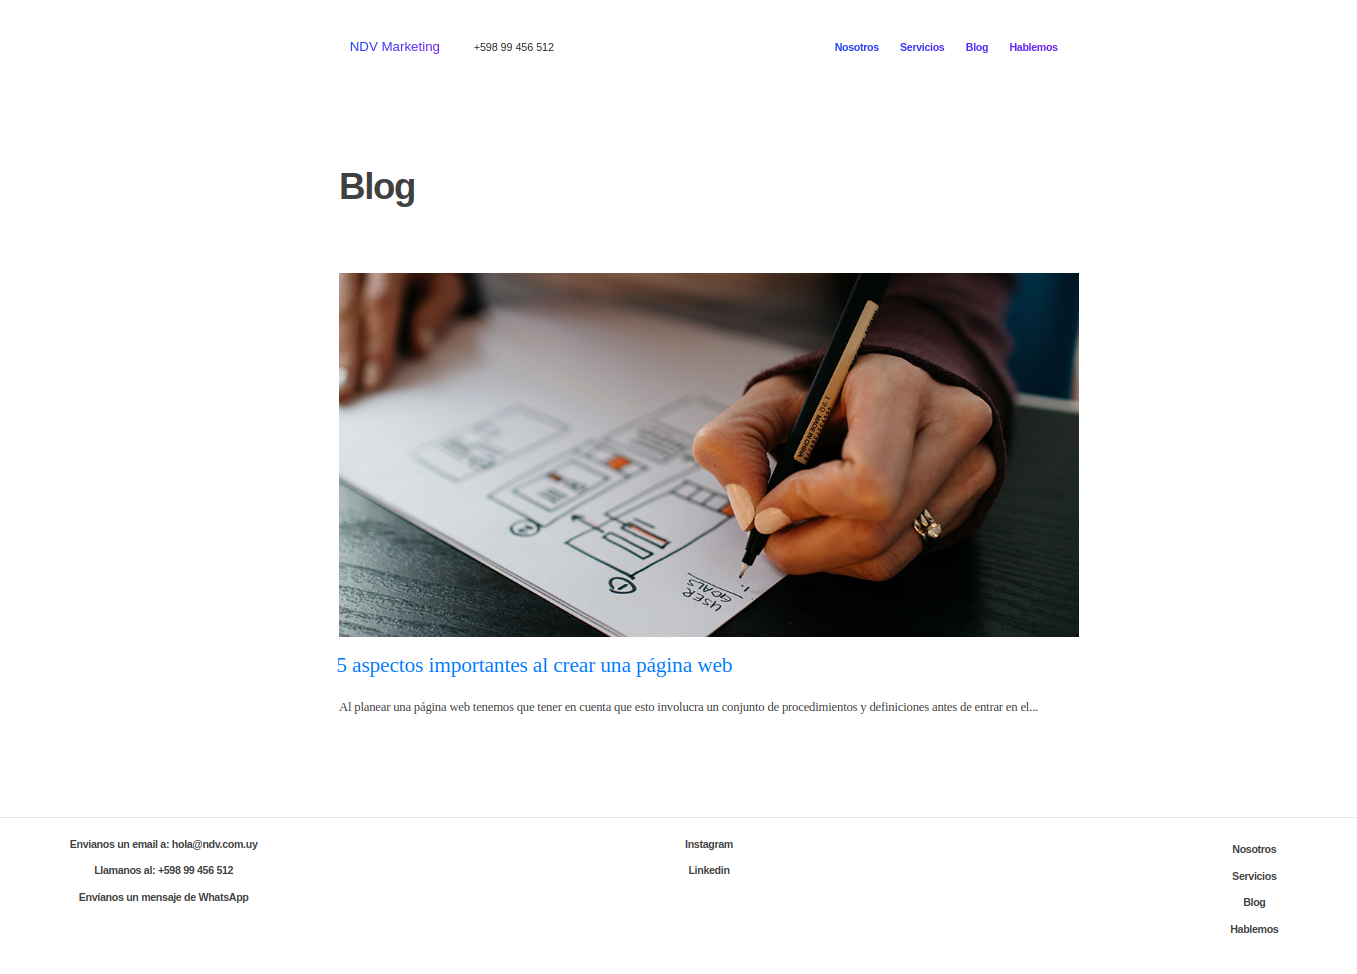 NDV Marketing +598 99 456 512 Nosotros Servicios Blog Hablemos
Blog
1.
USER
GOALS
5 aspectos importantes al crear una página web
Al planear una página web tenemos que tener en cuenta que esto involucra un conjunto de procedimientos y definiciones antes de entrar en el...
Envianos un email a: hola@ndv.com.uy
Llamanos al: +598 99 456 512
Envíanos un mensaje de WhatsApp
Instagram
Linkedin
Nosotros
Servicios
Blog
Hablemos